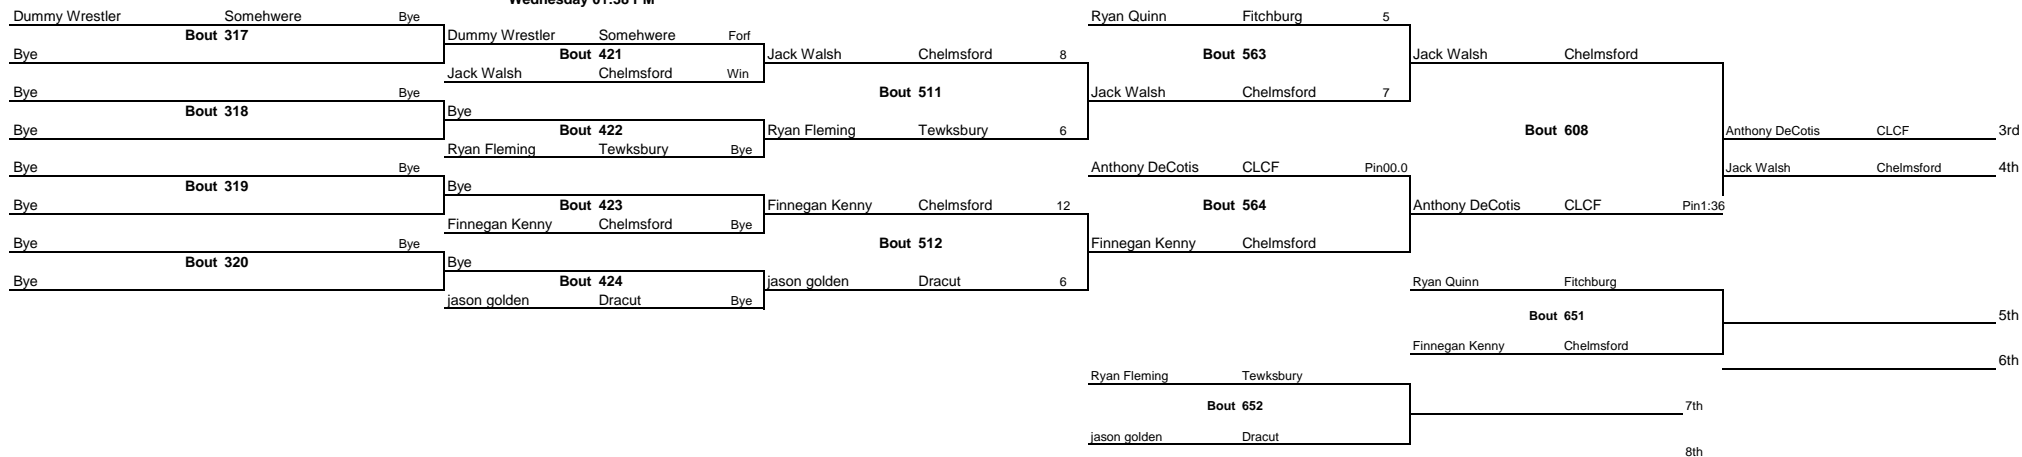 Dummy Wrestler Somehwere Bye
Bout 317
Bye
Bye Bye
Bout 318
Bye
Bye Bye
Bout 319
Bye
Bye Bye
Bout 320
Bye
Dummy Wrestler Somehwere Forf
Bout 421
Jack Walsh Chelmsford Win
Bye
Bout 422
Ryan Fleming Tewksbury Bye
Bye
Bout 423
Finnegan Kenny Chelmsford Bye
Bye
Bout 424
jason golden Dracut Bye
Jack Walsh Chelmsford 8
Bout 511
Ryan Fleming Tewksbury 6
Finnegan Kenny Chelmsford 12
Bout 512
jason golden Dracut 6
Ryan Quinn Fitchburg 5
Bout 563
Jack Walsh Chelmsford 7
Anthony DeCotis CLCF Pin00.0
Bout 564
Finnegan Kenny Chelmsford
Jack Walsh Chelmsford
Bout 608
Anthony DeCotis CLCF Pin1:36
Anthony DeCotis CLCF 3rd
Jack Walsh Chelmsford 4th
Ryan Quinn Fitchburg
Bout 651
Finnegan Kenny Chelmsford
5th
6th
Ryan Fleming Tewksbury
Bout 652
jason golden Dracut
7th
8th